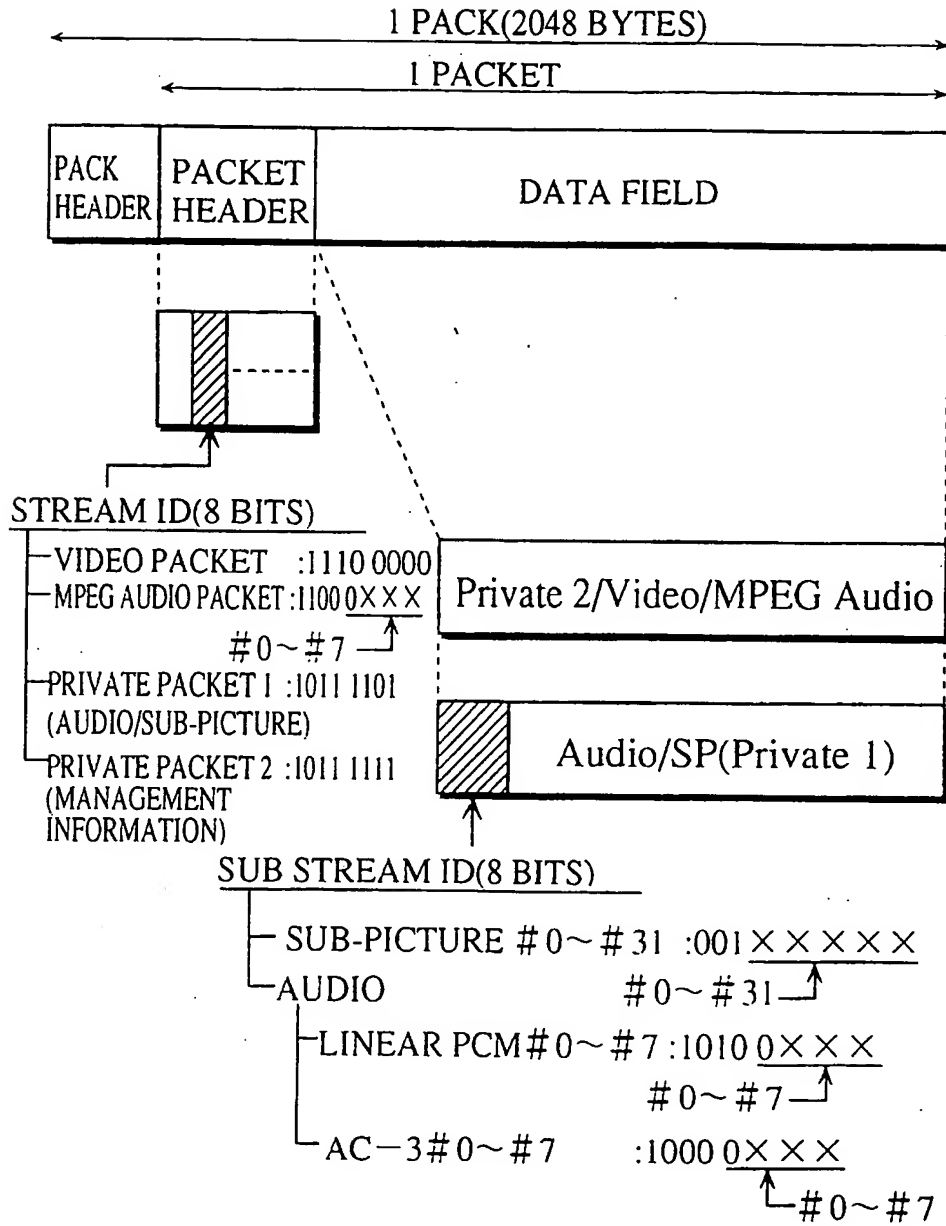 1 PACK(2048 BYTES)
1 PACKET
PACK HEADER
PACKET HEADER
DATA FIELD
STREAM ID(8 BITS)
VIDEO PACKET :1110 0000
MPEG AUDIO PACKET :1100 0×××
#0~#7
PRIVATE PACKET 1 :1011 1101
(AUDIO/SUB-PICTURE)
PRIVATE PACKET 2 :1011 1111
(MANAGEMENT
INFORMATION)
Private 2/Video/MPEG Audio
Audio/SP(Private 1)
SUB STREAM ID(8 BITS)
SUB-PICTURE #0~#31 :001×××××
#0~#31
AUDIO
LINEAR PCM#0~#7 :1010 0×××
#0~#7
AC-3#0~#7 :1000 0×××
#0~#7